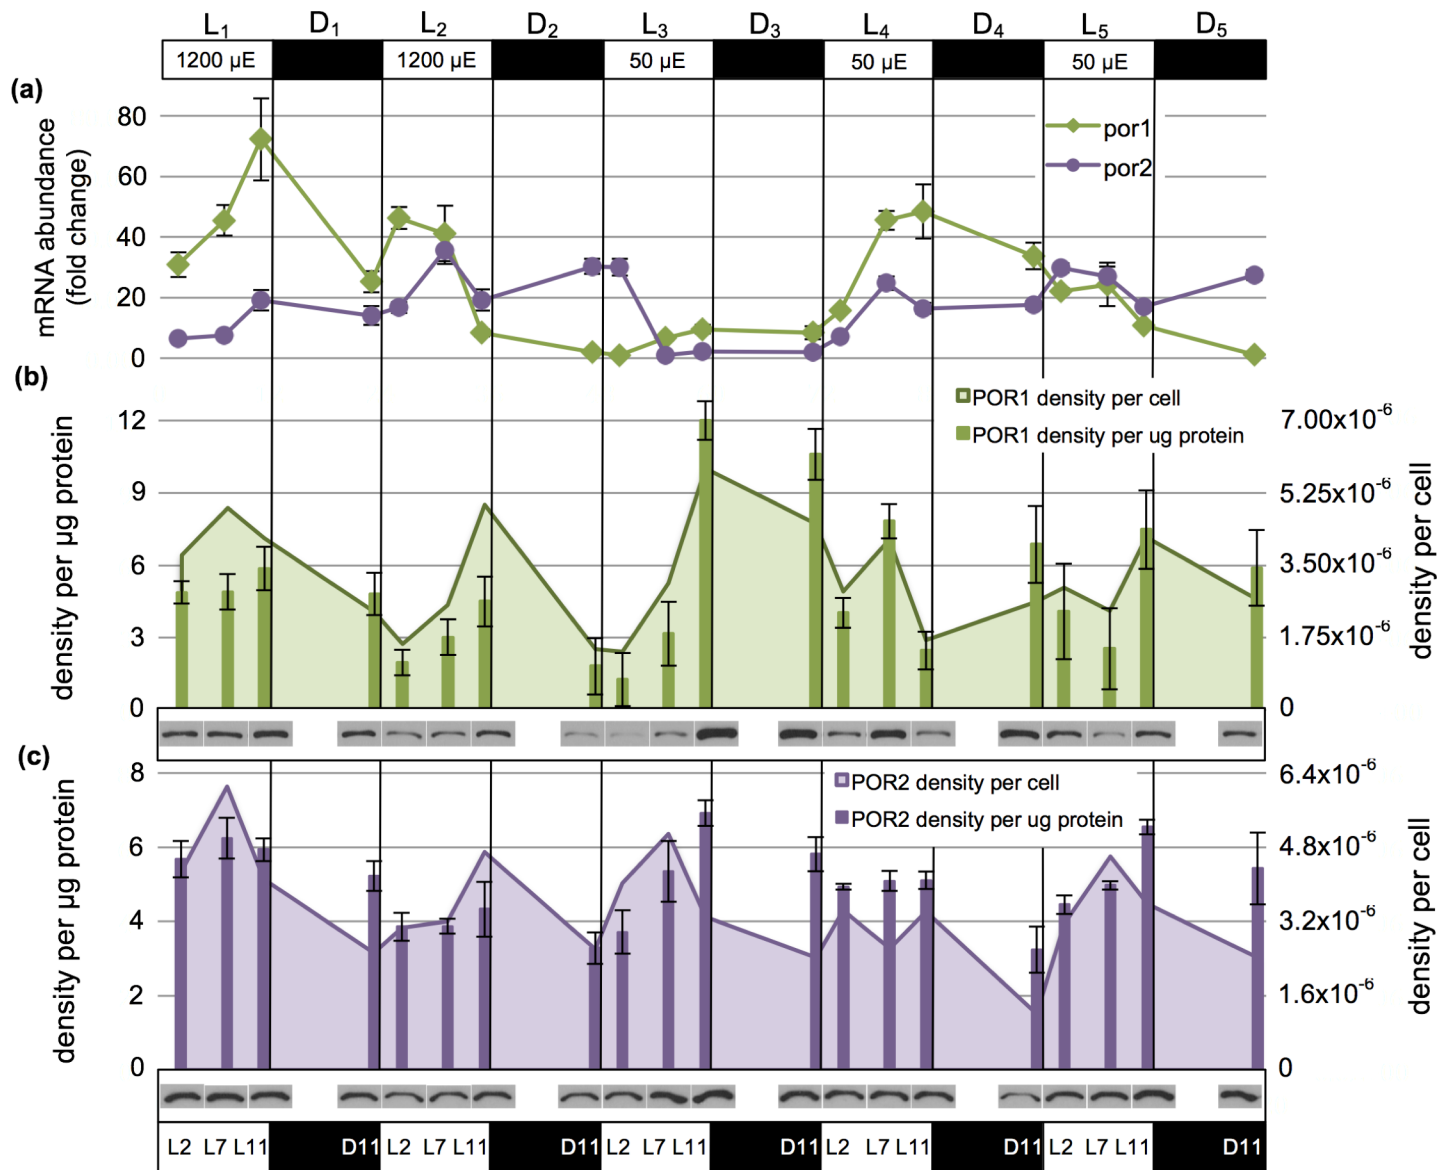 L1 D1 L2 D2 L3 D3 L4 D4 L5 D5
1200 µE 1200 µE 50 µE 50 µE 50 µE
(a)
mRNA abundance
(fold change)
80
60
40
20
0
por1
por2
(b)
density per µg protein
12
9
6
3
0
POR1 density per cell
POR1 density per ug protein
7.00x10-6
5.25x10-6
3.50x10-6
1.75x10-6
0
density per cell
(c)
density per µg protein
8
6
4
2
0
POR2 density per cell
POR2 density per ug protein
6.4x10-6
4.8x10-6
3.2x10-6
1.6x10-6
0
density per cell
L2 L7 L11 D11 L2 L7 L11 D11 L2 L7 L11 D11 L2 L7 L11 D11 L2 L7 L11 D11